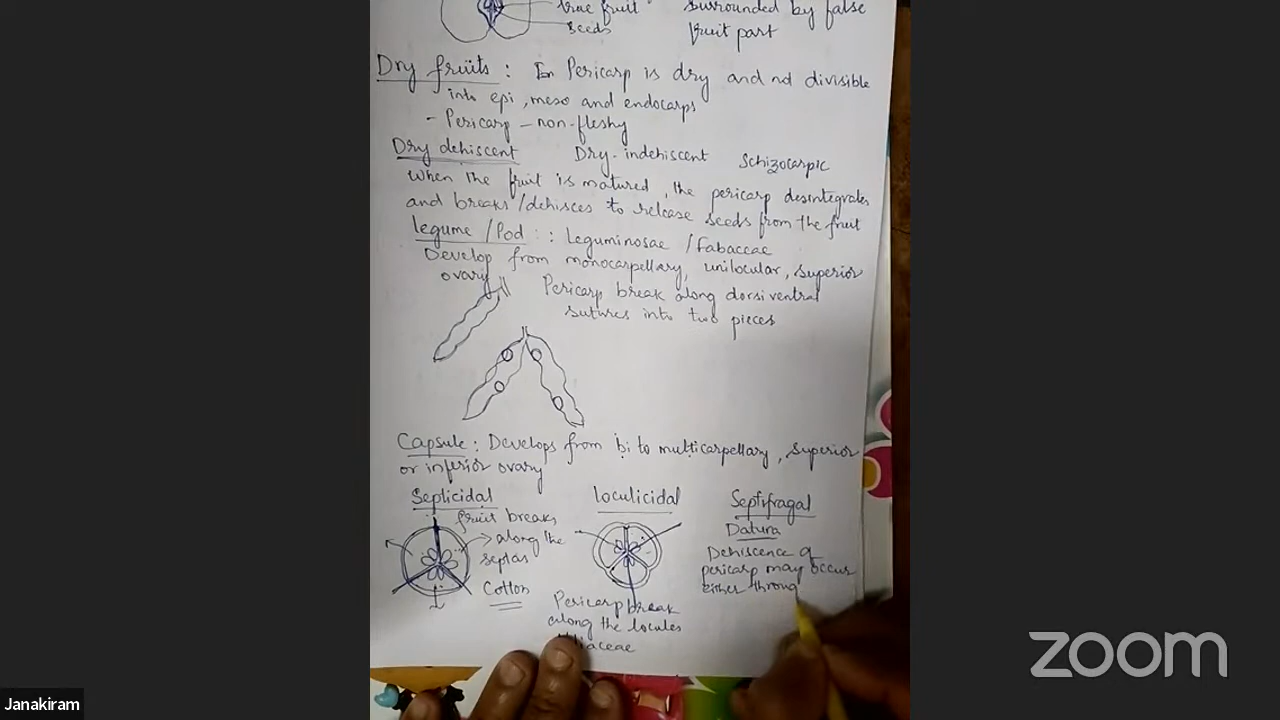 true fruit surrounded by false
seeds fruit part
Dry fruits : Pericarp is dry and not divisible
into epi, meso and endocarps
- Pericarp - non-fleshy
Dry dehiscent Dry-indehiscent Schizocarpic
When the fruit is matured, the pericarp desintegrates
and breaks/dehisces to release seeds from the fruit
Legume /Pod : : Leguminosae /Fabaceae
Develop from monocarpellary, unilocular, superior
ovary
Pericarp break along dorsiventral
sutures into two pieces
Capsule : Develops from bi to multicarpellary, superior
or inferior ovary
Septicidal
fruit breaks
along the
septas
Cotton
Loculicidal
Pericarp break
along the locules
Septifragal
Datura
Dehiscence of
pericarp may occur
either throug
zoom
Janakiram